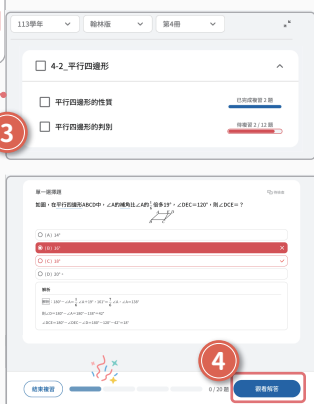 113學年
翰林版
第4冊
4-2_平行四邊形
平行四邊形的性質
已完成複習 2 題
平行四邊形的判別
待複習 2 / 12 題
3
單一選擇題
如圖，在平行四邊形ABCD中，∠A的補角比∠A的
倍多19°，∠DEC=120°，則∠DCE=？
(A) 14°
(B) 16°
(C) 18°
(D) 20°。
解析
4
結束複習
0 / 20 題
觀看解答